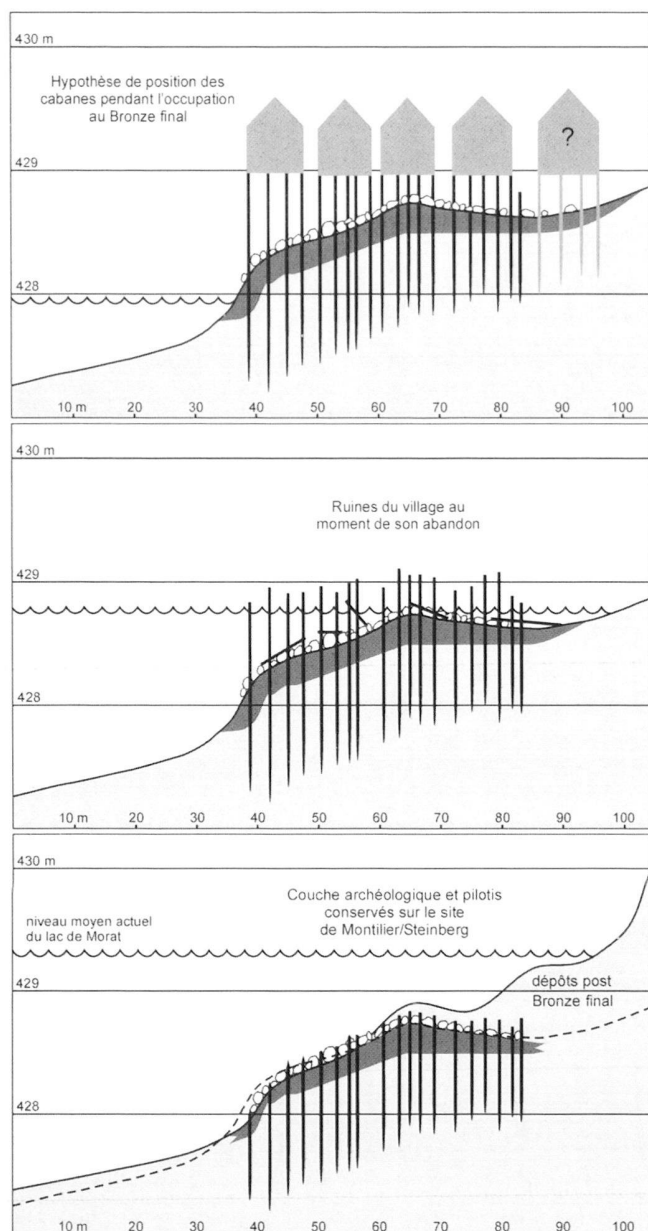 430 m
Hypothèse de position des
cabanes pendant l'occupation
au Bronze final
?
429
428
10 m 20 30 40 50 60 70 80 90 100
430 m
Ruines du village au
moment de son abandon
429
428
10 m 20 30 40 50 60 70 80 90 100
430 m
Couche archéologique et pilotis
conservés sur le site
de Montilier/Steinberg
niveau moyen actuel
du lac de Morat
429
dépôts post
Bronze final
428
10 m 20 30 40 50 60 70 80 90 100